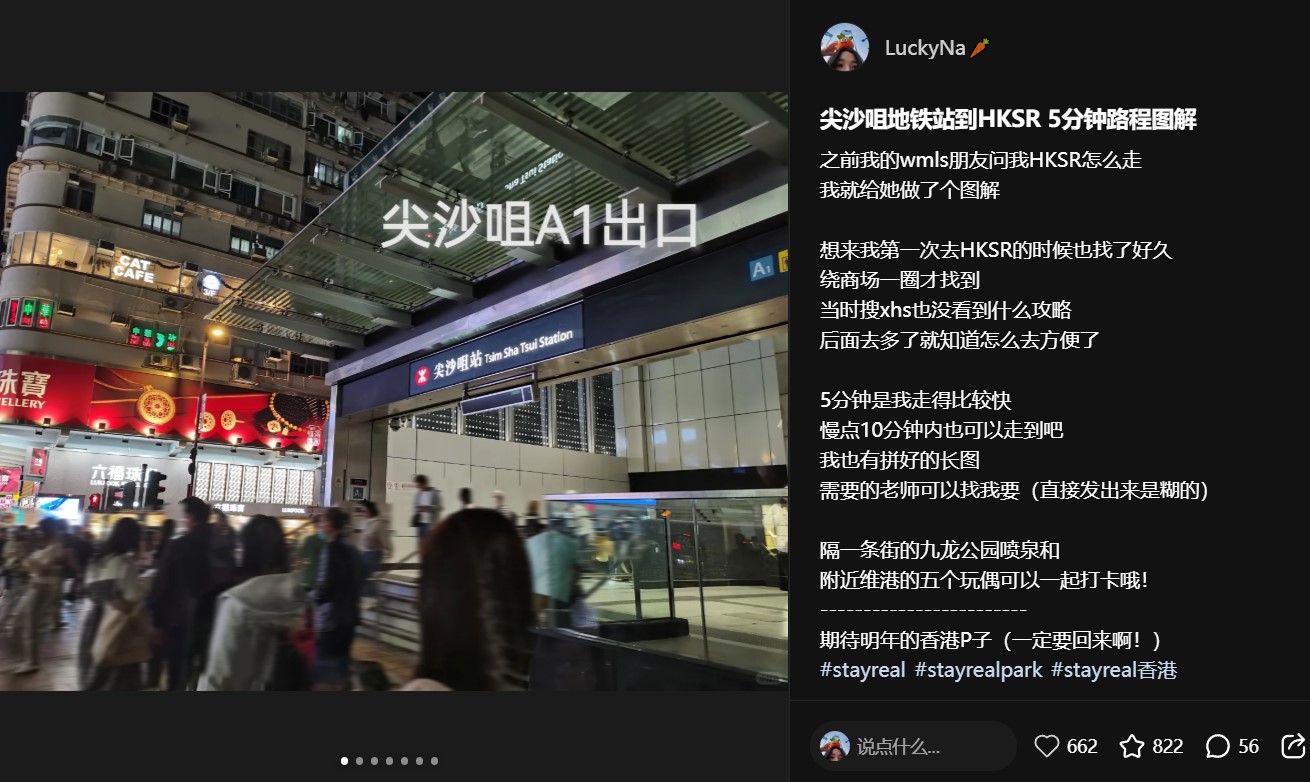 尖沙咀A1出口
CAT
CAFE
3/F
A1
尖沙咀站 Tsim Sha Tsui Station
珠寶
六福珠
LuckyNa
尖沙咀地铁站到HKSR 5分钟路程图解
之前我的wmls朋友问我HKSR怎么走
我就给她做了个图解
想来我第一次去HKSR的时候也找了好久
绕商场一圈才找到
当时搜xhs也没看到什么攻略
后面去多了就知道怎么去方便了
5分钟是我走得比较快
慢点10分钟内也可以走到吧
我也有拼好的长图
需要的老师可以找我要（直接发出来是糊的）
隔一条街的九龙公园喷泉和
附近维港的五个玩偶可以一起打卡哦！
------------------------
期待明年的香港P子（一定要回来啊！）
#stayreal #stayrealpark #stayreal香港
说点什么...
662
822
56